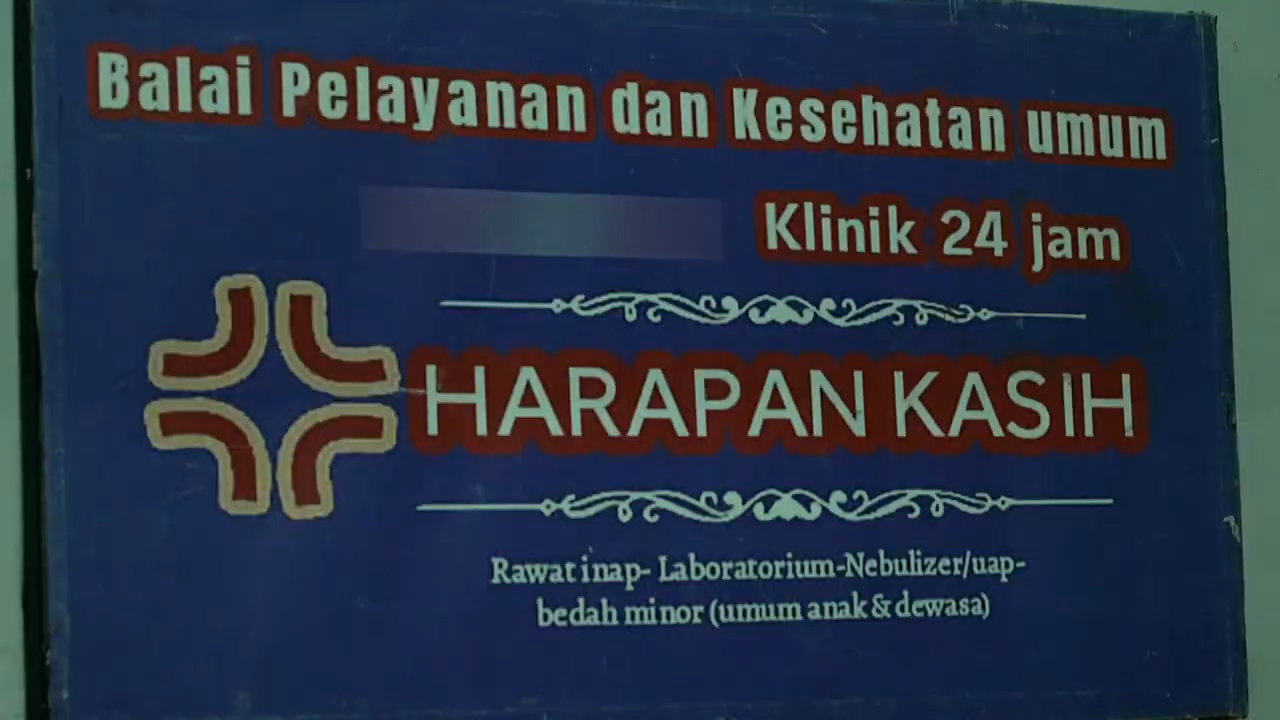 Balai Pelayanan dan Kesehatan umum
Klinik 24 jam
HARAPAN KASIH
Rawat inap- Laboratorium-Nebulizer/uap-
bedah minor (umum anak & dewasa)